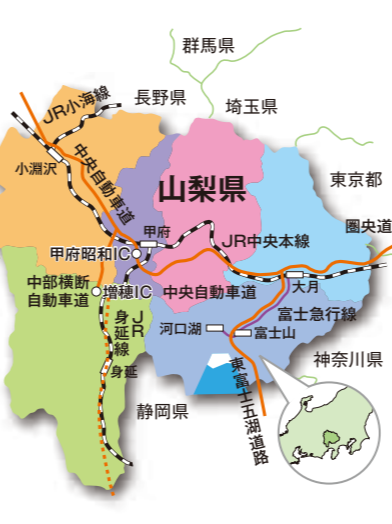 群馬県
長野県
埼玉県
JR小海線
小淵沢
中央自動車道
山梨県
東京都
圏央道
甲府
JR中央本線
甲府昭和IC
中部横断
自動車道
増穂IC
中央自動車道
大月
富士急行線
河口湖
富士山
JR
身延線
身延
神奈川県
静岡県
東富士五湖道路